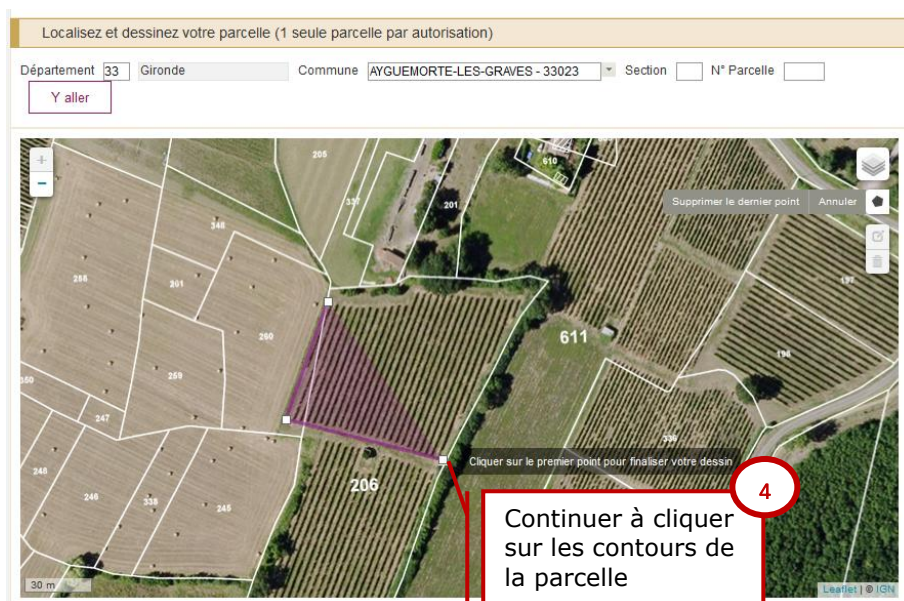 Localisez et dessinez votre parcelle (1 seule parcelle par autorisation)
Département 33 Gironde Commune AYGUEMORTE-LES-GRAVES - 33023 Section N° Parcelle
Y aller
+
-
205
610
337
201
Supprimer le dernier point Annuler
348
288
261
197
260
611
198
259
350
247
336
Cliquer sur le premier point pour finaliser votre dessin
248
206
4
246
338
245
Continuer à cliquer
sur les contours de
la parcelle
30 m
Leaflet | © IGN